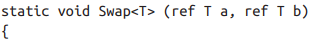 static void Swap<T> (ref T a, ref T b)
{